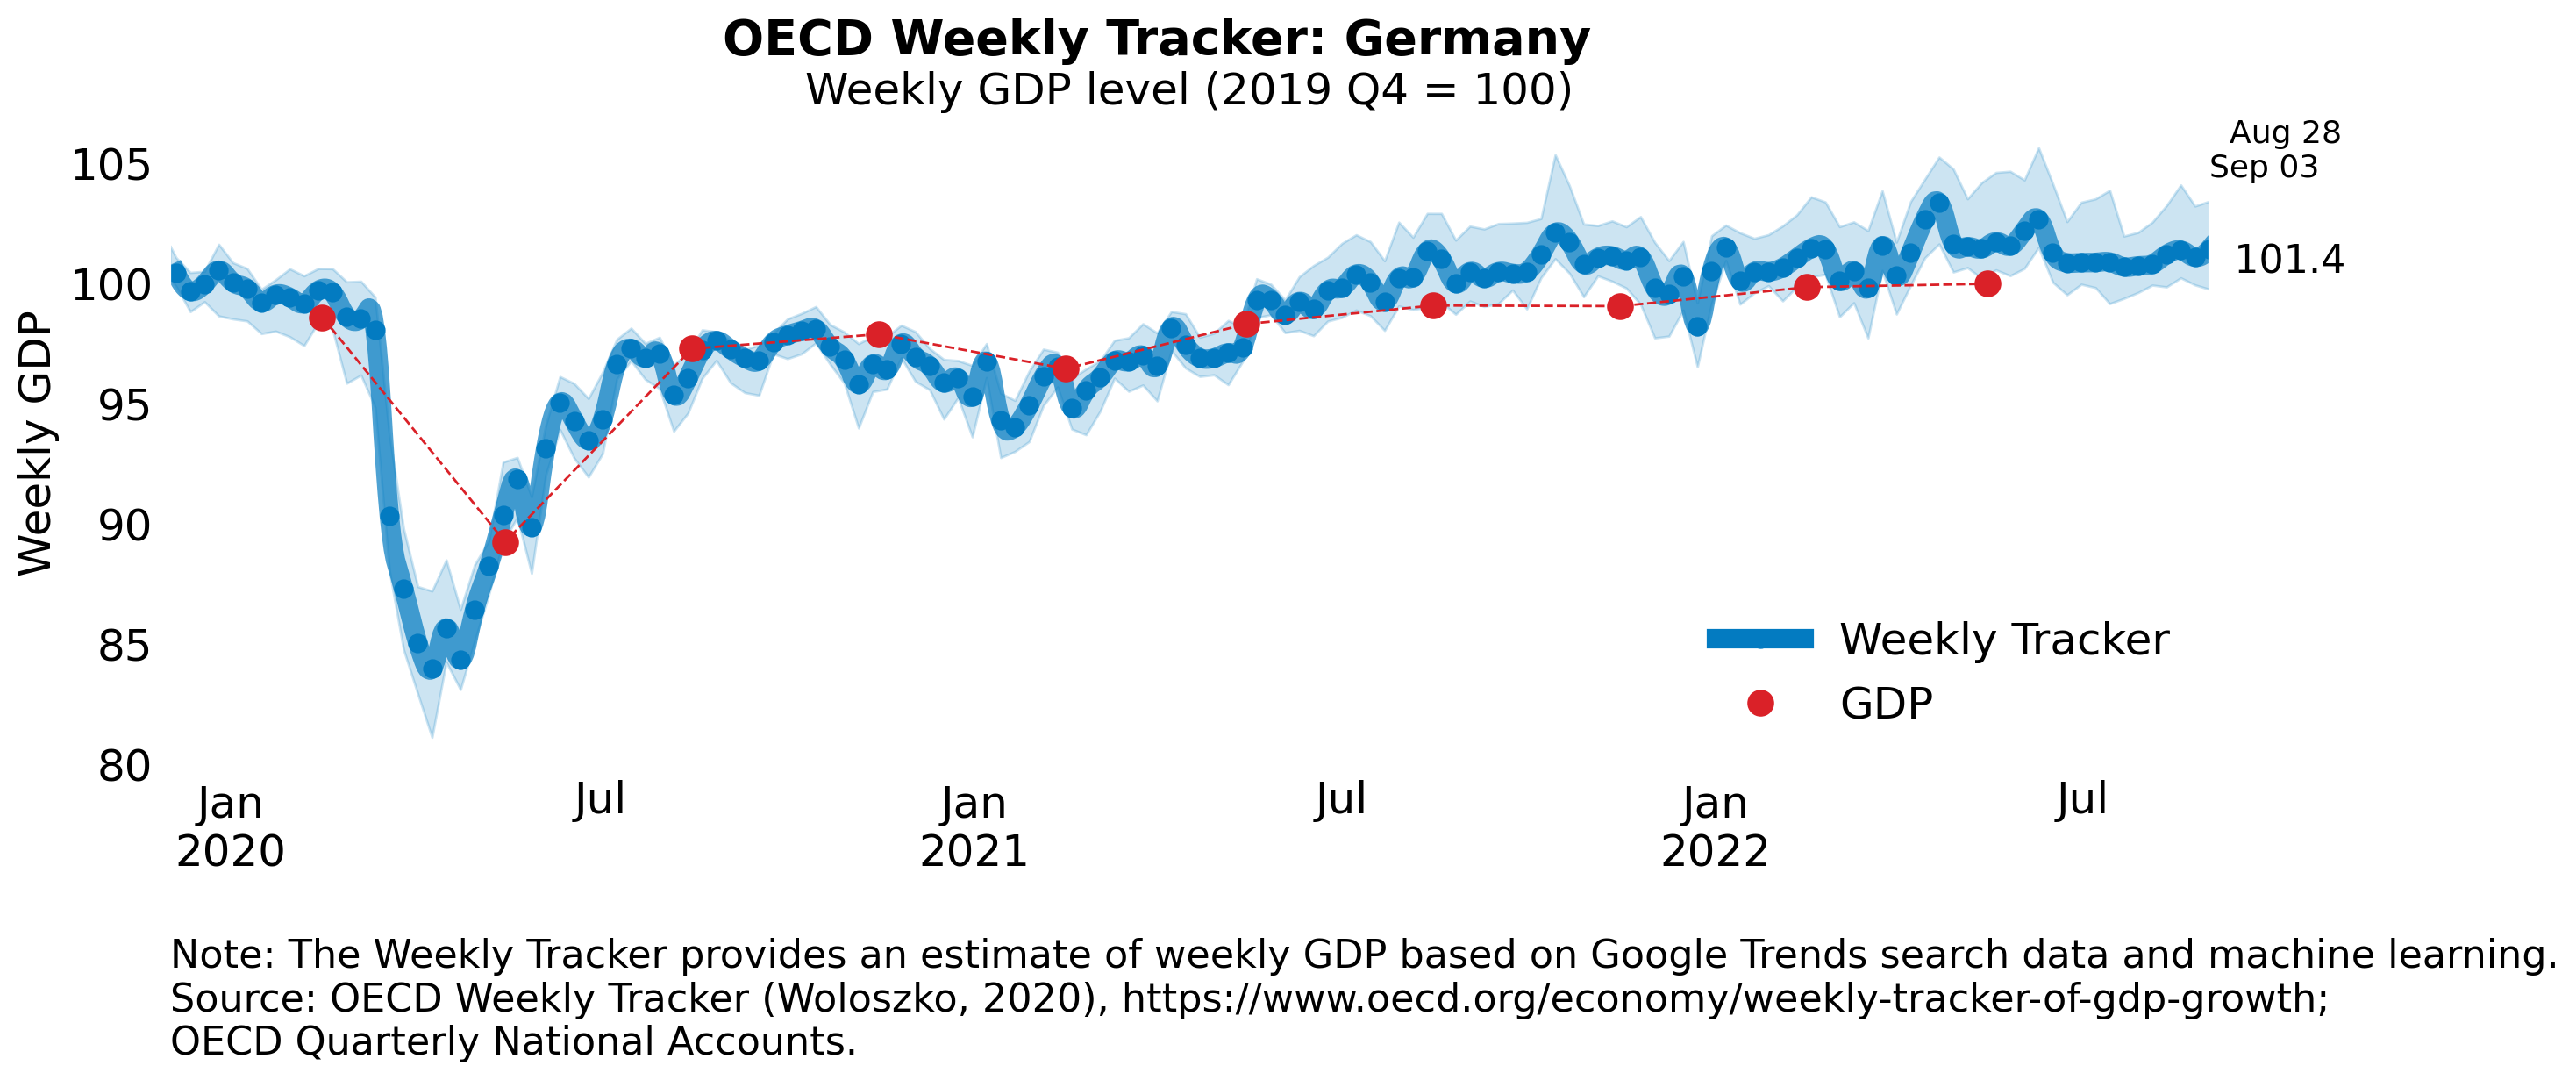 OECD Weekly Tracker: Germany
Weekly GDP level (2019 Q4 = 100)
Aug 28
Sep 03
101.4
Weekly GDP
105
100
95
90
85
80
Weekly Tracker
GDP
Jan
2020
Jul
Jan
2021
Jul
Jan
2022
Jul
Note: The Weekly Tracker provides an estimate of weekly GDP based on Google Trends search data and machine learning.
Source: OECD Weekly Tracker (Woloszko, 2020), https://www.oecd.org/economy/weekly-tracker-of-gdp-growth;
OECD Quarterly National Accounts.